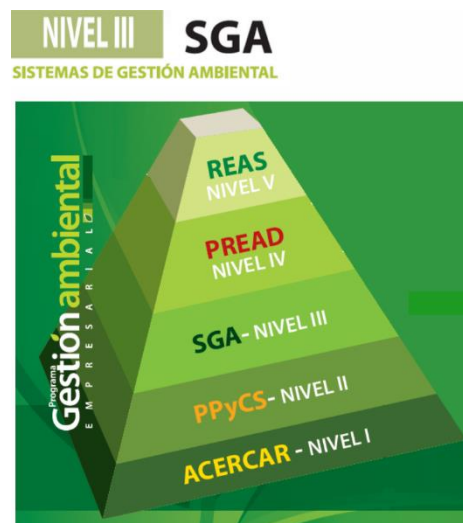 NIVEL III SGA
SISTEMAS DE GESTIÓN AMBIENTAL
Programa
Gestión ambiental
EMPRESARIAL
REAS
NIVEL V
PREAD
NIVEL IV
SGA- NIVEL III
PPyCS- NIVEL II
ACERCAR - NIVEL I